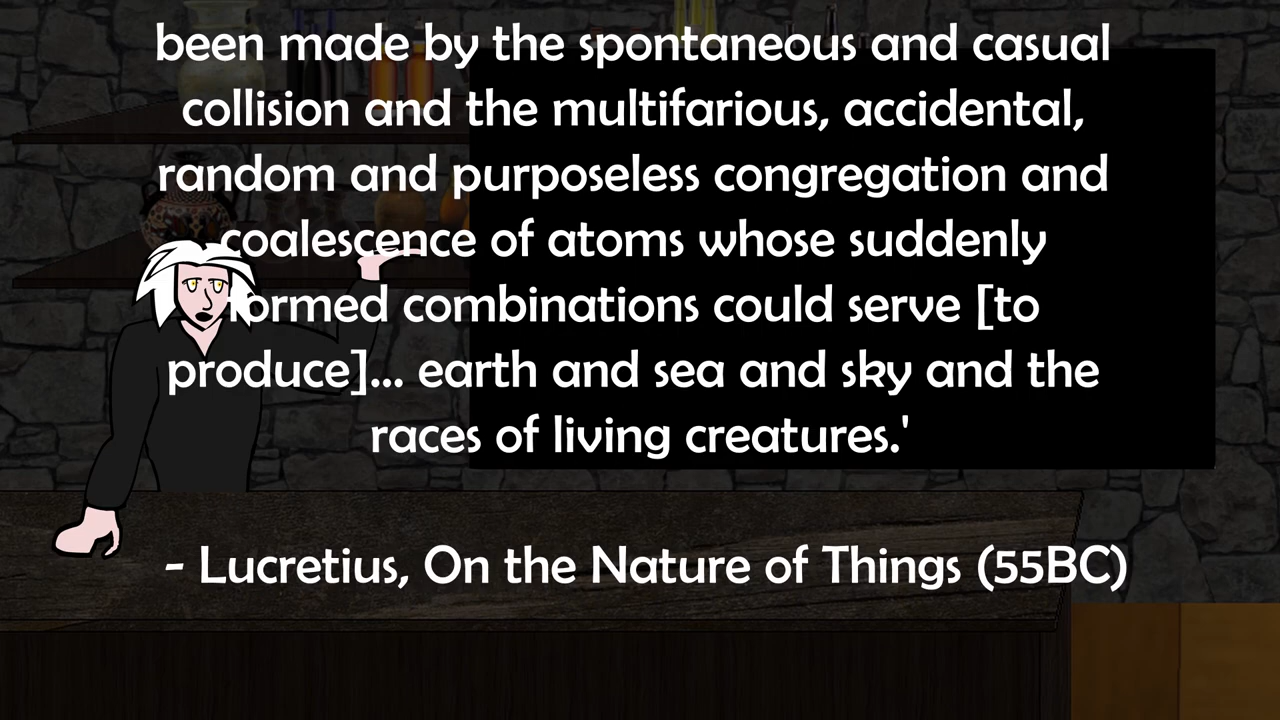 been made by the spontaneous and casual
collision and the multifarious, accidental,
random and purposeless congregation and
coalescence of atoms whose suddenly
formed combinations could serve [to
produce]... earth and sea and sky and the
races of living creatures.'
- Lucretius, On the Nature of Things (55BC)